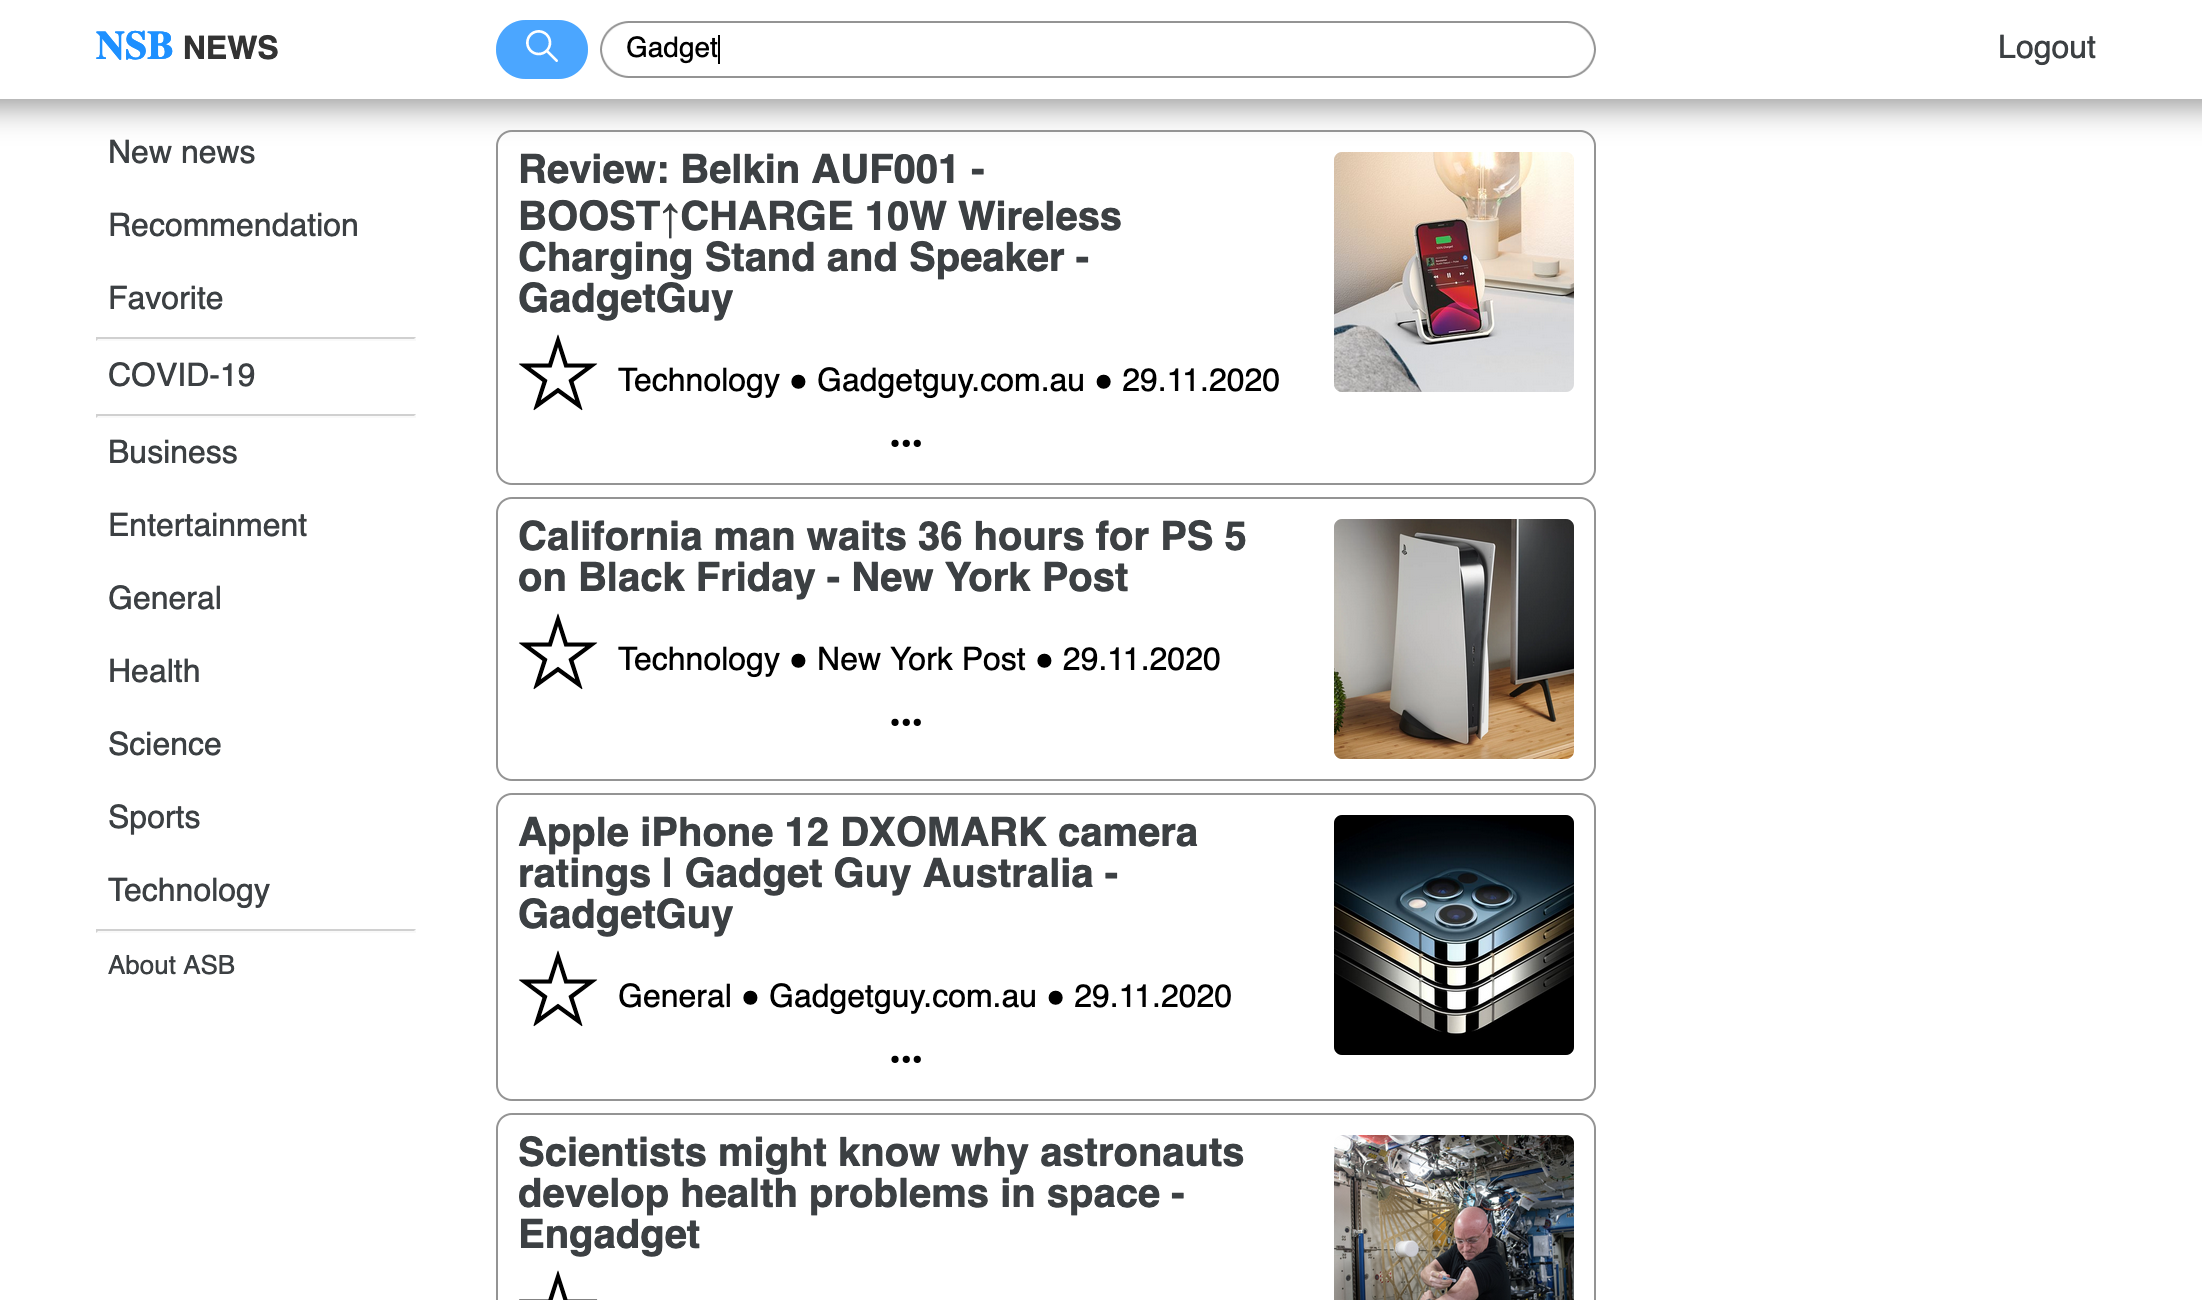 NSB NEWS
Gadget
Logout
New news
Recommendation
Favorite
COVID-19
Business
Entertainment
General
Health
Science
Sports
Technology
About ASB
Review: Belkin AUF001 -
BOOST↑CHARGE 10W Wireless
Charging Stand and Speaker -
GadgetGuy
Technology ● Gadgetguy.com.au ● 29.11.2020
...
California man waits 36 hours for PS 5
on Black Friday - New York Post
Technology ● New York Post ● 29.11.2020
...
Apple iPhone 12 DXOMARK camera
ratings | Gadget Guy Australia -
GadgetGuy
General ● Gadgetguy.com.au ● 29.11.2020
...
Scientists might know why astronauts
develop health problems in space -
Engadget